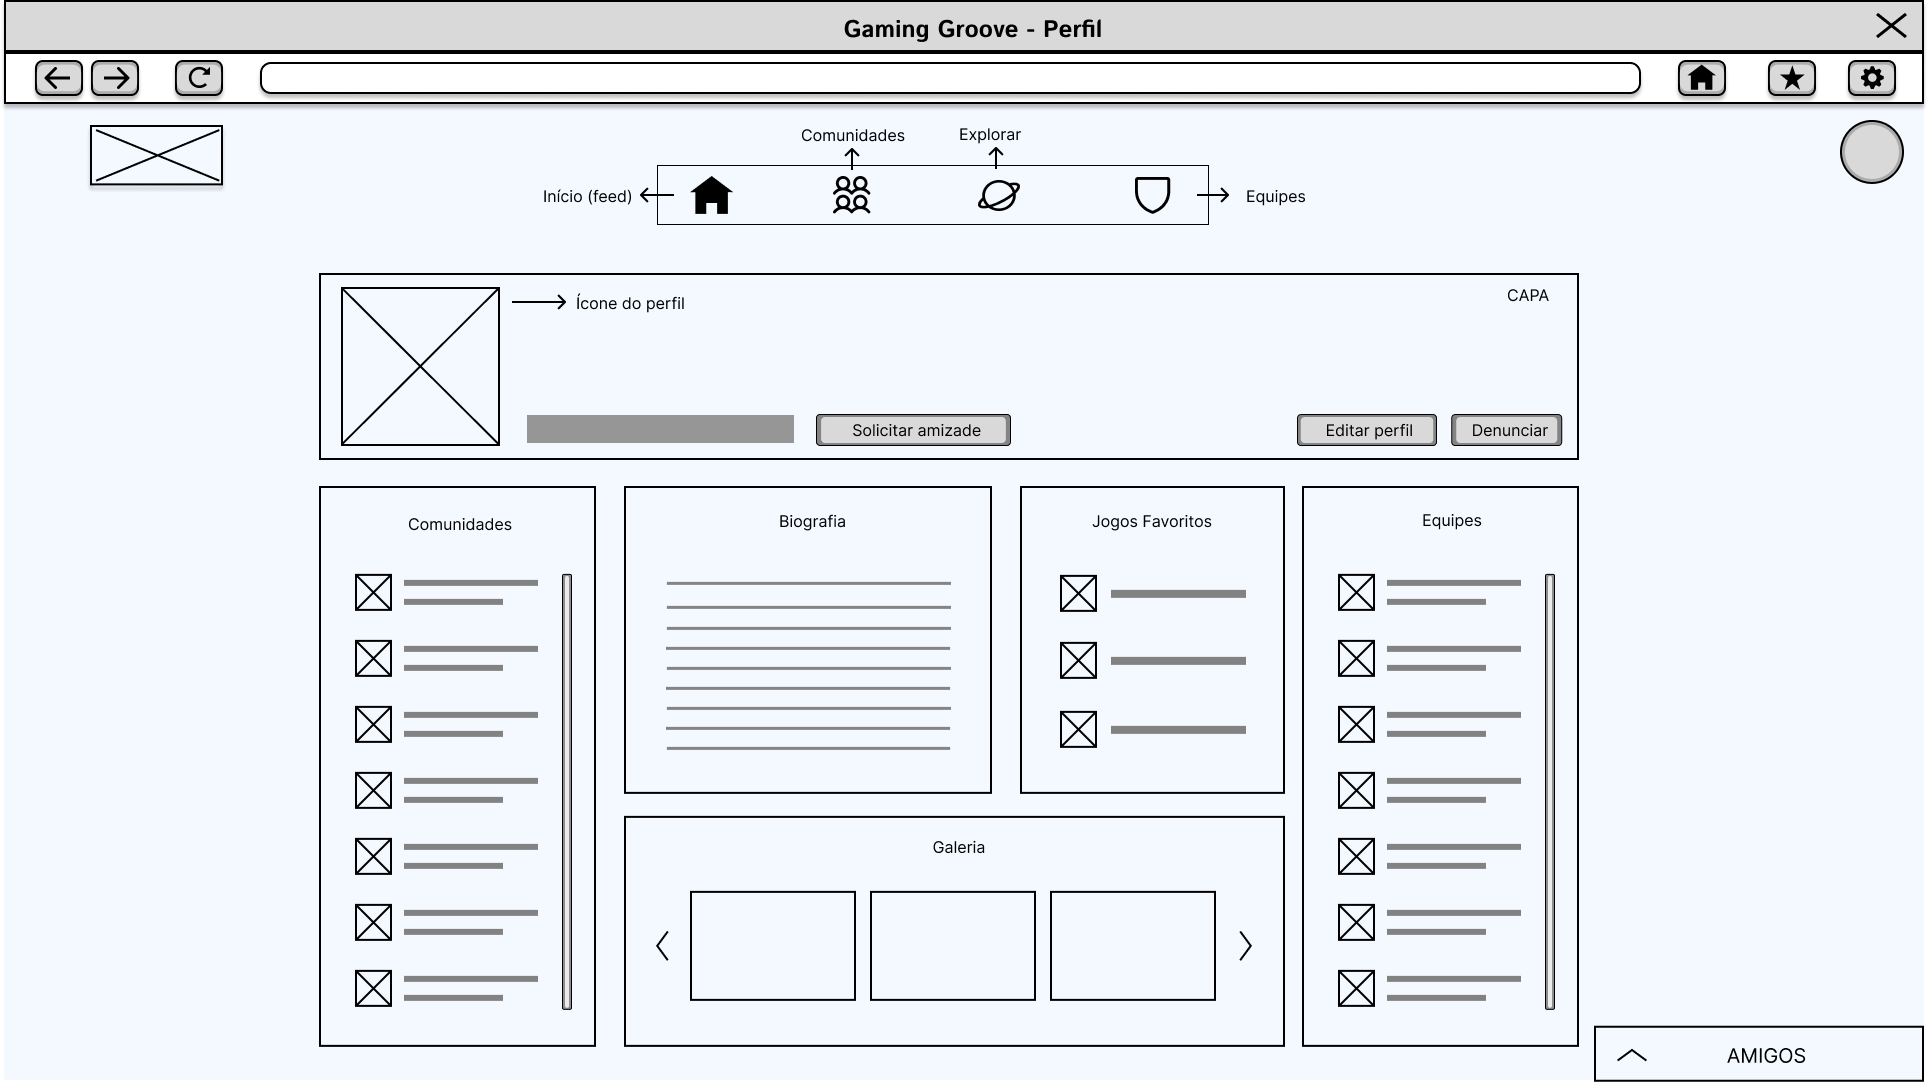 Gaming Groove - Perfil
Comunidades
Explorar
Início (feed)
Equipes
Ícone do perfil
CAPA
Solicitar amizade
Editar perfil
Denunciar
Comunidades
Biografia
Jogos Favoritos
Equipes
Galeria
AMIGOS